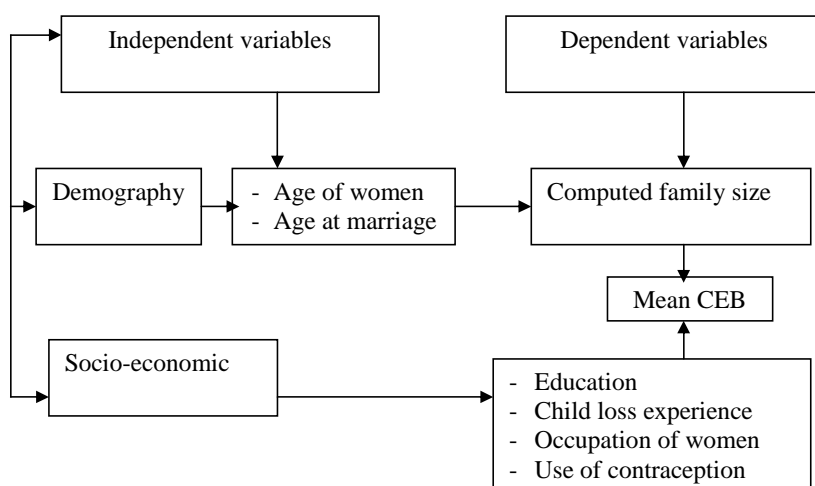 Independent variables
Dependent variables
Demography
- Age of women
- Age at marriage
Computed family size
Mean CEB
Socio-economic
- Education
- Child loss experience
- Occupation of women
- Use of contraception